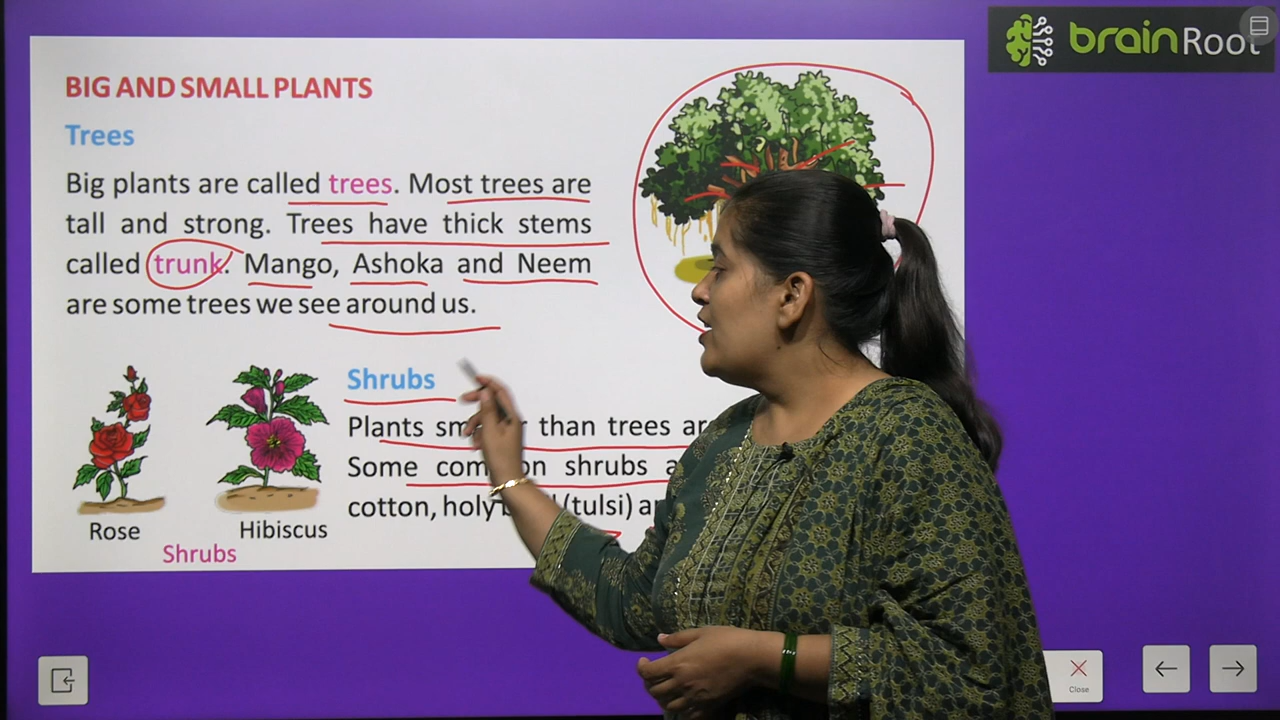 brainRoot
BIG AND SMALL PLANTS
Trees
Big plants are called trees. Most trees are
tall and strong. Trees have thick stems
called trunk. Mango, Ashoka and Neem
are some trees we see around us.
Shrubs
Plants than trees
Some shrubs
cotton, holy (tulsi)
Rose
Hibiscus
Shrubs
Close